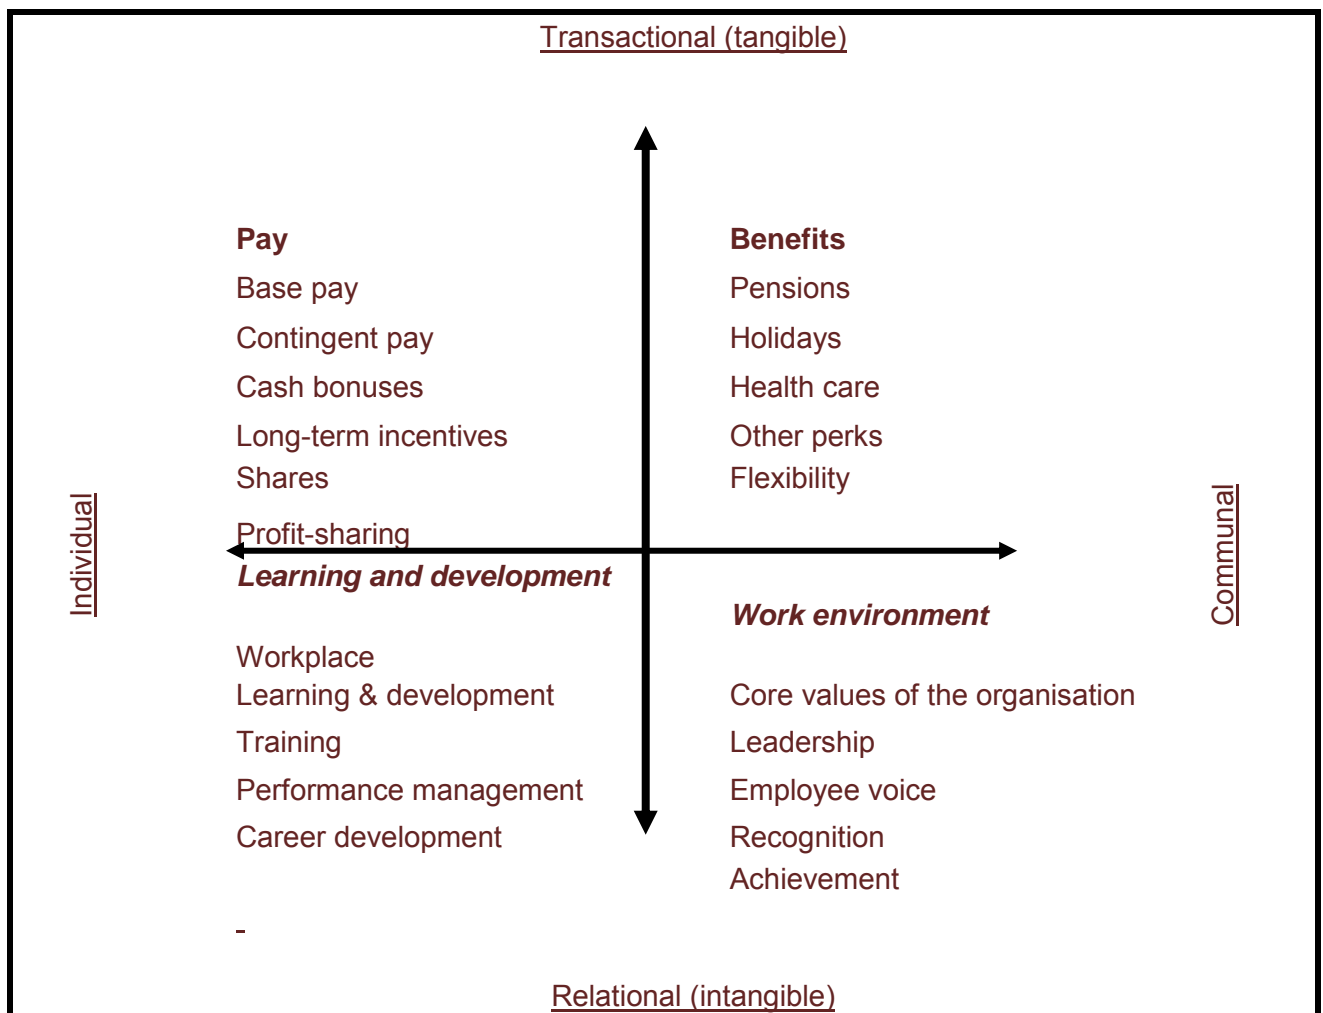 Transactional (tangible)
Pay
Base pay
Contingent pay
Cash bonuses
Long-term incentives
Shares
Profit-sharing
Benefits
Pensions
Holidays
Health care
Other perks
Flexibility
Individual
Communal
Learning and development
Workplace
Learning & development
Training
Performance management
Career development
Work environment
Core values of the organisation
Leadership
Employee voice
Recognition
Achievement
Relational (intangible)